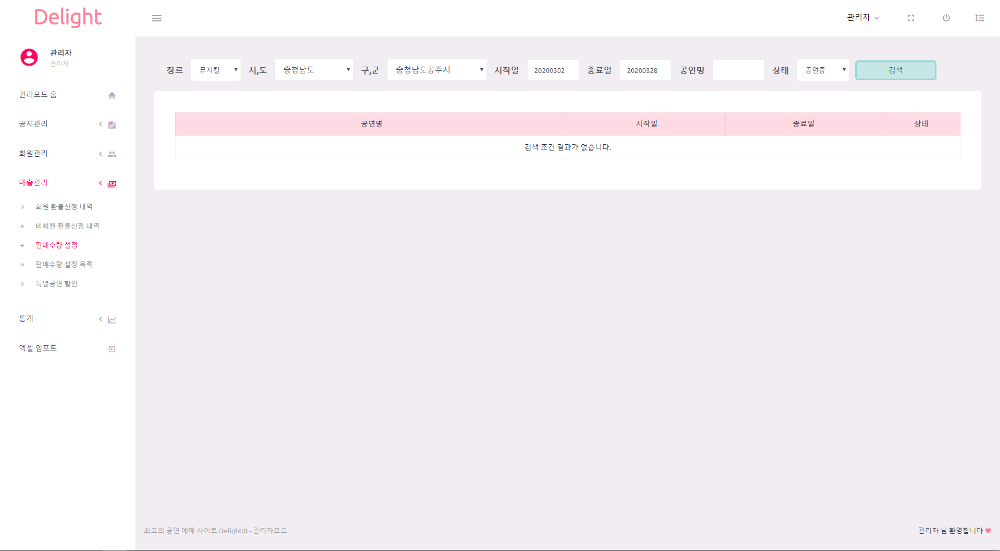 Delight
관리자
관리자
관리자
관리모드 홈
공지관리
회원관리
매출관리
회원 환불신청 내역
비회원 환불신청 내역
판매수량 설정
판매수량 설정 목록
특별공연 할인
통계
엑셀 임포트
장르 뮤지컬 시,도 충청남도 구,군 충청남도공주시 시작일 20200302 종료일 20200328 공연명 상태 공연중 검색
공연명 시작일 종료일 상태
검색 조건 결과가 없습니다.
최고의 공연 예매 사이트 Delight!!! - 관리자모드
관리자 님 환영합니다